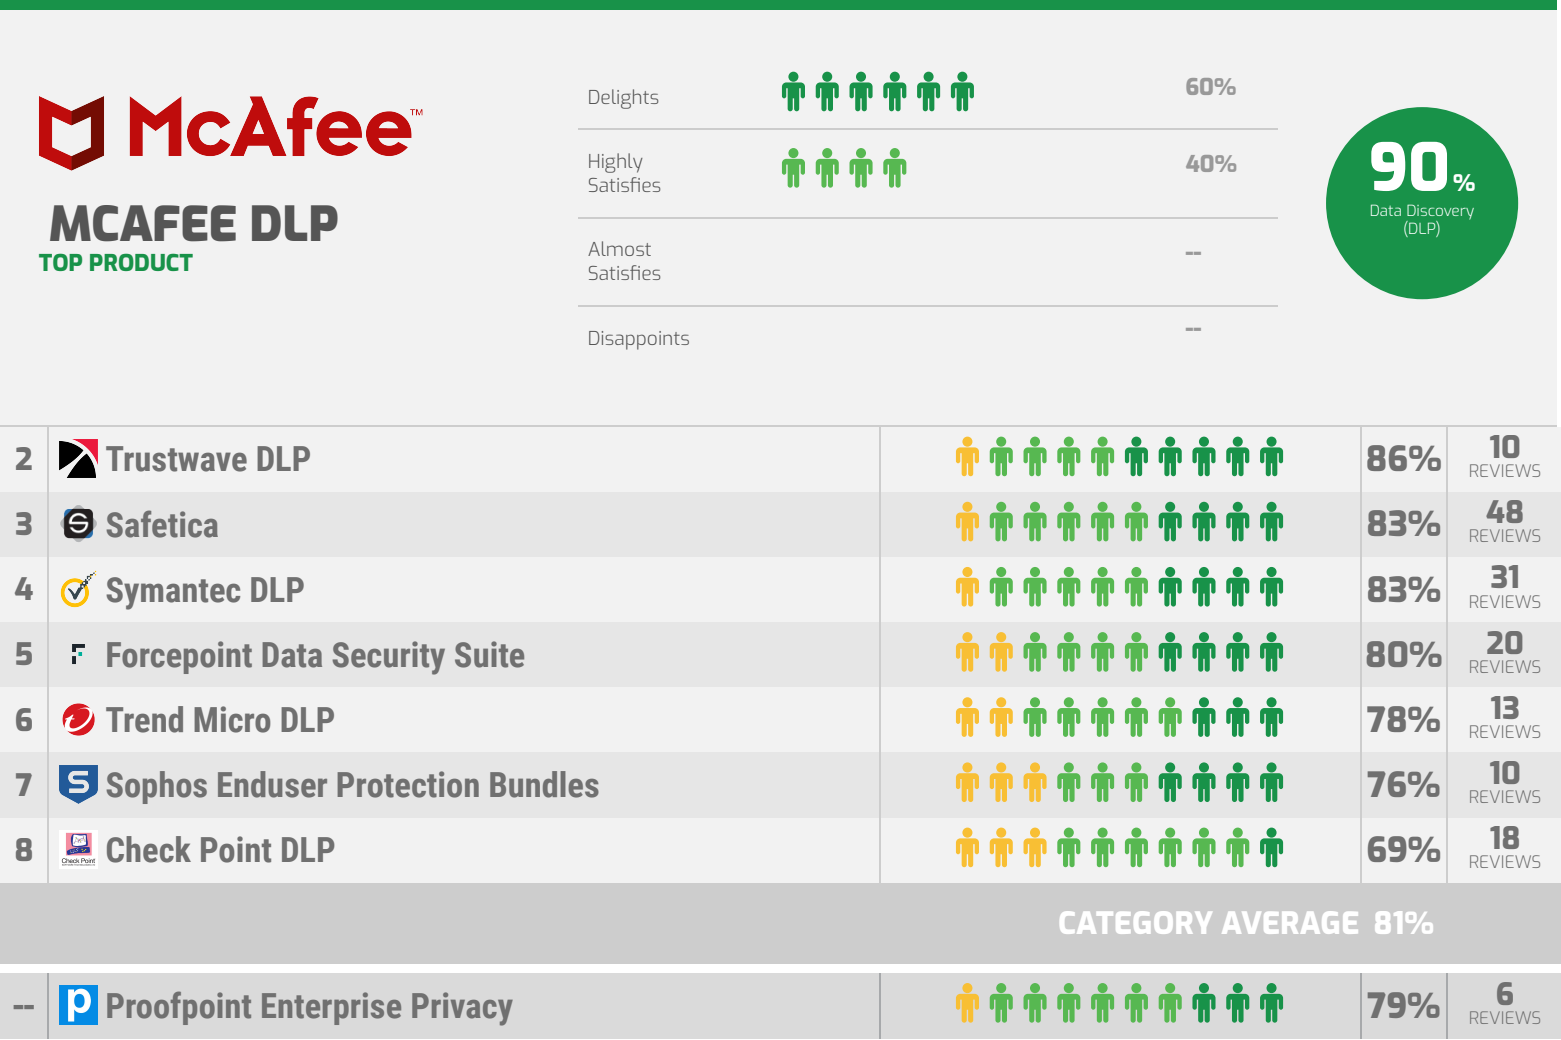 McAfee™
MCAFEE DLP
TOP PRODUCT
Delights 60%
Highly
Satisfies 40%
Almost
Satisfies --
Disappoints --
90%
Data Discovery
(DLP)
2 Trustwave DLP 86% 10
REVIEWS
3 Safetica 83% 48
REVIEWS
4 Symantec DLP 83% 31
REVIEWS
5 Forcepoint Data Security Suite 80% 20
REVIEWS
6 Trend Micro DLP 78% 13
REVIEWS
7 Sophos Enduser Protection Bundles 76% 10
REVIEWS
8 Check Point Check Point DLP 69% 18
REVIEWS
CATEGORY AVERAGE 81%
-- p Proofpoint Enterprise Privacy 79% 6
REVIEWS